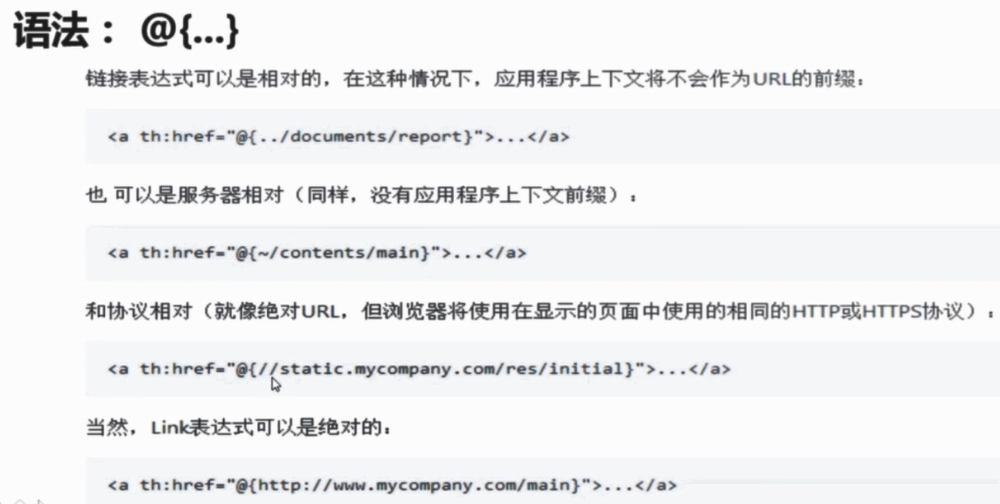 语法： @{...}
链接表达式可以是相对的，在这种情况下，应用程序上下文将不会作为URL的前缀：
<a th:href="@{../documents/report}">...</a>
也 可以是服务器相对（同样，没有应用程序上下文前缀）：
<a th:href="@{~/contents/main}">...</a>
和协议相对（就像绝对URL，但浏览器将使用在显示的页面中使用的相同的HTTP或HTTPS协议）：
<a th:href="@{//static.mycompany.com/res/initial}">...</a>
当然，Link表达式可以是绝对的：
<a th:href="@{http://www.mycompany.com/main}">...</a>